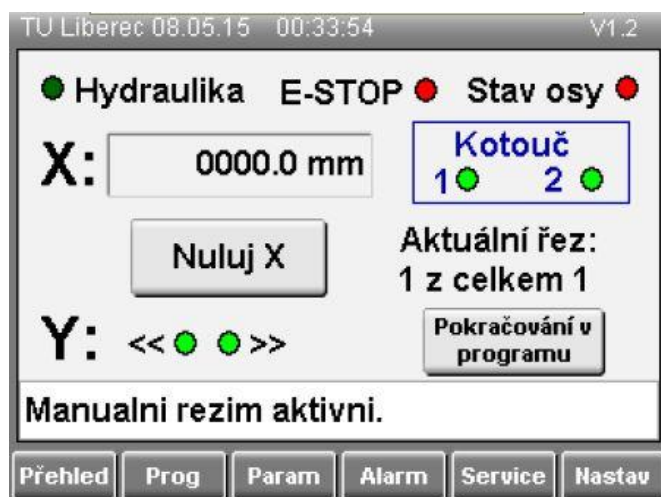 TU Liberec 08.05.15 00:33:54 V1.2
Hydraulika E-STOP Stav osy
X: 0000.0 mm
Kotouč
1 2
Nuluj X
Aktuální řez:
1 z celkem 1
Y: << >>
Pokračování v
programu
Manualni rezim aktivni.
Přehled Prog Param Alarm Service Nastav